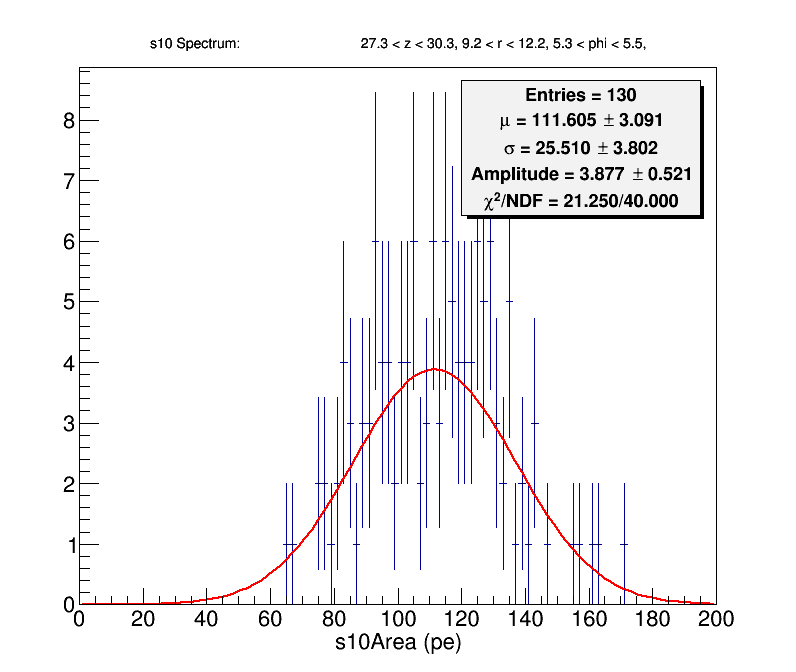 s10 Spectrum: 27.3 < z < 30.3, 9.2 < r < 12.2, 5.3 < phi < 5.5,
Entries = 130
μ = 111.605 ± 3.091
σ = 25.510 ± 3.802
Amplitude = 3.877 ± 0.521
χ²/NDF = 21.250/40.000
8
7
6
5
4
3
2
1
0
0 20 40 60 80 100 120 140 160 180 200
s10Area (pe)